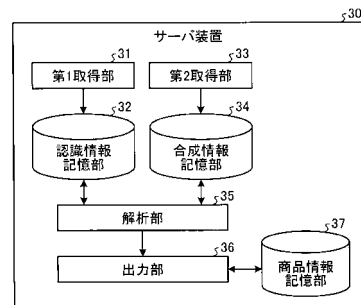 30
サーバ装置
31
33
第1取得部
第2取得部
32
34
認識情報
記憶部
合成情報
記憶部
35
解析部
36
37
出力部
商品情報
記憶部